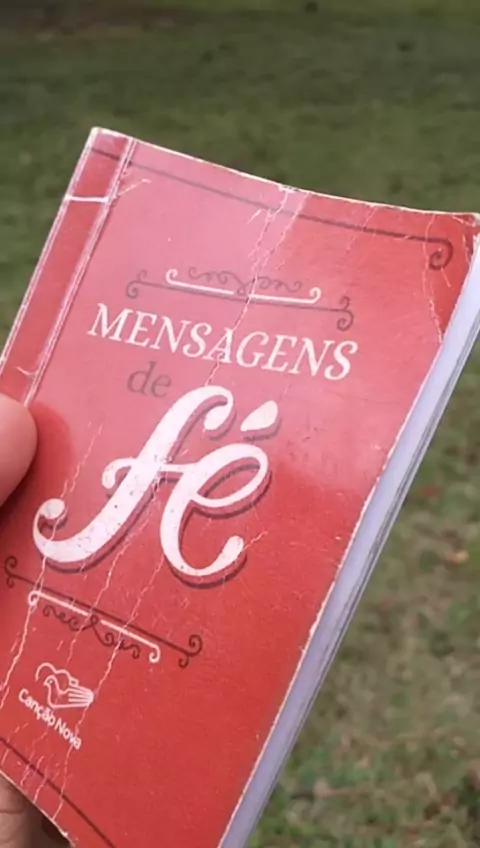 MENSAGENS
de
fé
Canção Nova